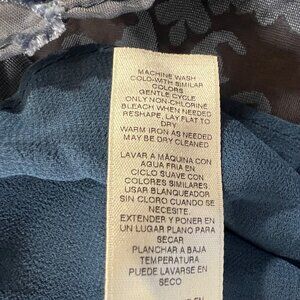 MACHINE WASH
COLD-WITH SIMILAR
COLORS
GENTLE CYCLE
ONLY NON-CHLORINE
BLEACH WHEN NEEDED
RESHAPE, LAY FLAT TO
DRY
WARM IRON AS NEEDED
MAY BE DRY CLEANED
LAVAR A MÁQUINA CON
AGUA FRIA EN
CICLO SUAVE CON
COLORES SIMILARES
USAR BLANQUEADOR
SIN CLORO CUANDO SE
NECESITE.
EXTENDER Y PONER EN
UN LUGAR PLANO PARA
SECAR
PLANCHAR A BAJA
TEMPERATURA
PUEDE LAVARSE EN
SECO